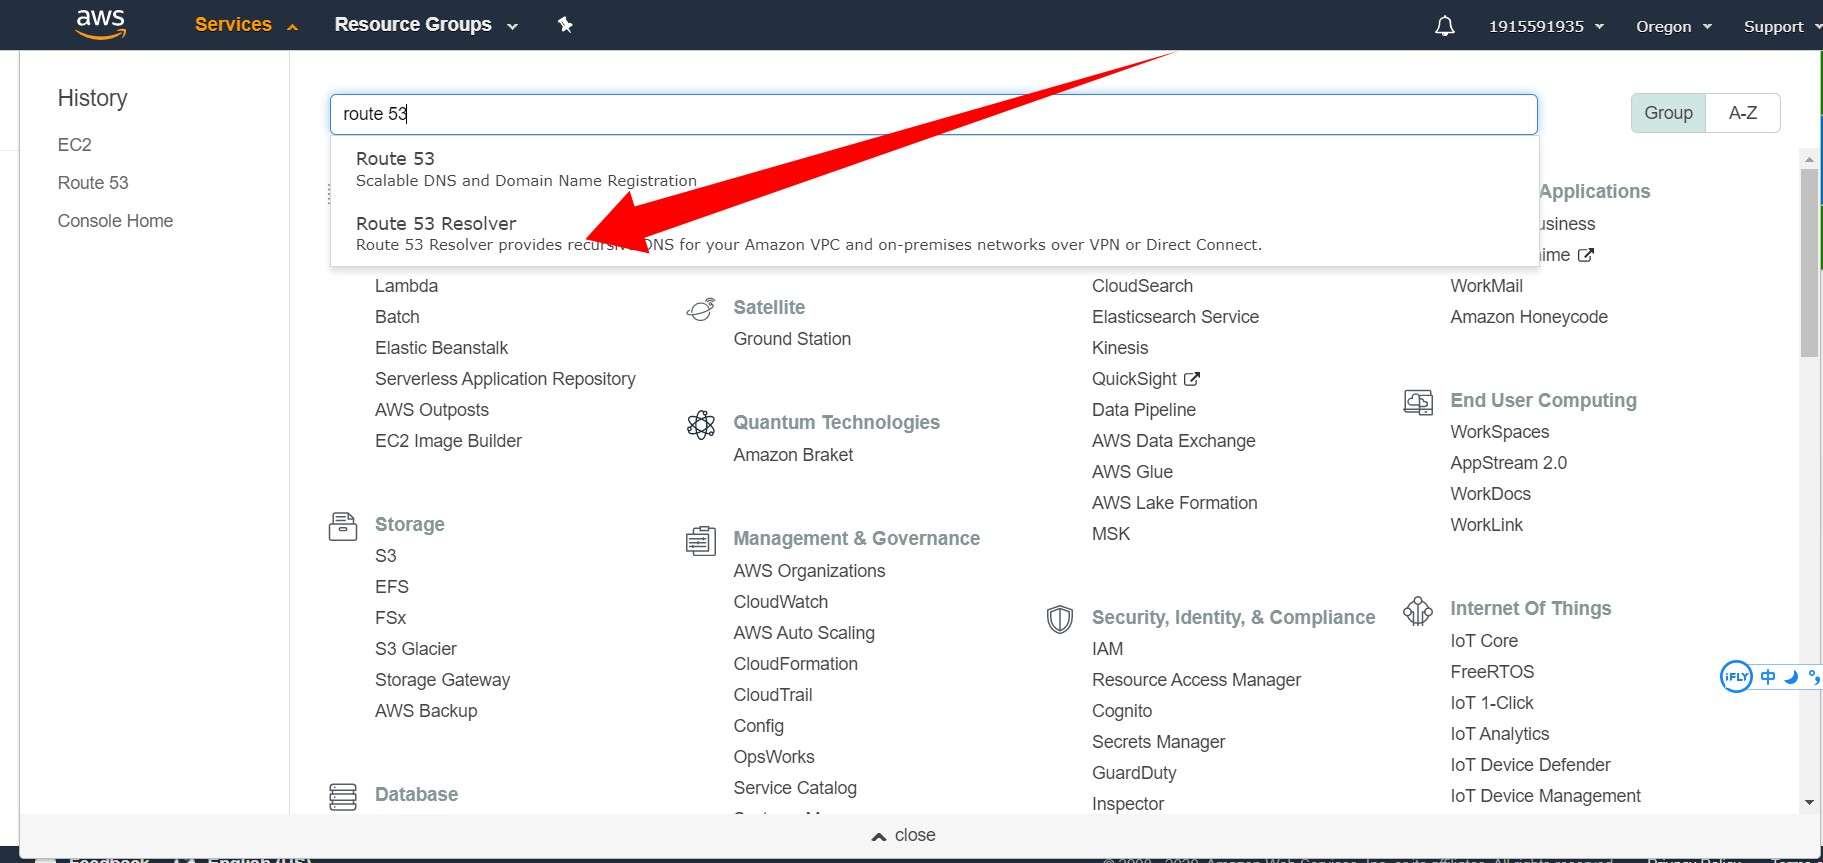 aws
Services
Resource Groups
1915591935
Oregon
Support
History
EC2
Route 53
Console Home
route 53
Group
A-Z
Route 53
Scalable DNS and Domain Name Registration
Route 53 Resolver
Route 53 Resolver provides recursive DNS for your Amazon VPC and on-premises networks over VPN or Direct Connect.
Lambda
Batch
Elastic Beanstalk
Serverless Application Repository
AWS Outposts
EC2 Image Builder
Storage
S3
EFS
FSx
S3 Glacier
Storage Gateway
AWS Backup
Database
Satellite
Ground Station
Quantum Technologies
Amazon Braket
Management & Governance
AWS Organizations
CloudWatch
AWS Auto Scaling
CloudFormation
CloudTrail
Config
OpsWorks
Service Catalog
CloudSearch
Elasticsearch Service
Kinesis
QuickSight
Data Pipeline
AWS Data Exchange
AWS Glue
AWS Lake Formation
MSK
Security, Identity, & Compliance
IAM
Resource Access Manager
Cognito
Secrets Manager
GuardDuty
Inspector
Applications
usiness
ime
WorkMail
Amazon Honeycode
End User Computing
WorkSpaces
AppStream 2.0
WorkDocs
WorkLink
Internet Of Things
IoT Core
FreeRTOS
IoT 1-Click
IoT Analytics
IoT Device Defender
IoT Device Management
iFLY 中
close
Feedback
English (US)
Privacy Policy